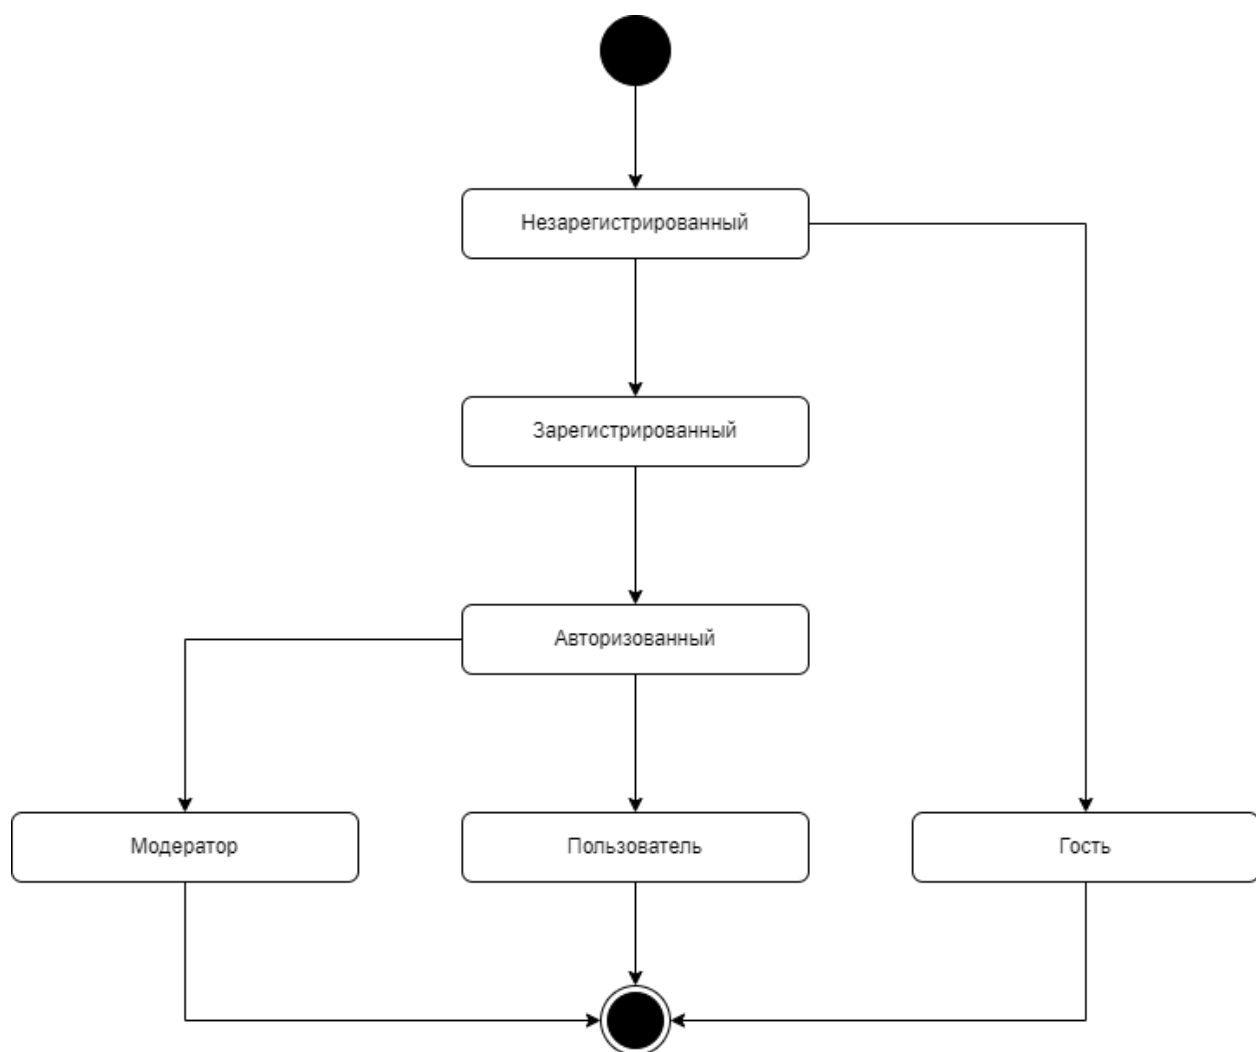 Незарегистрированный
Зарегистрированный
Авторизованный
Модератор
Пользователь
Гость